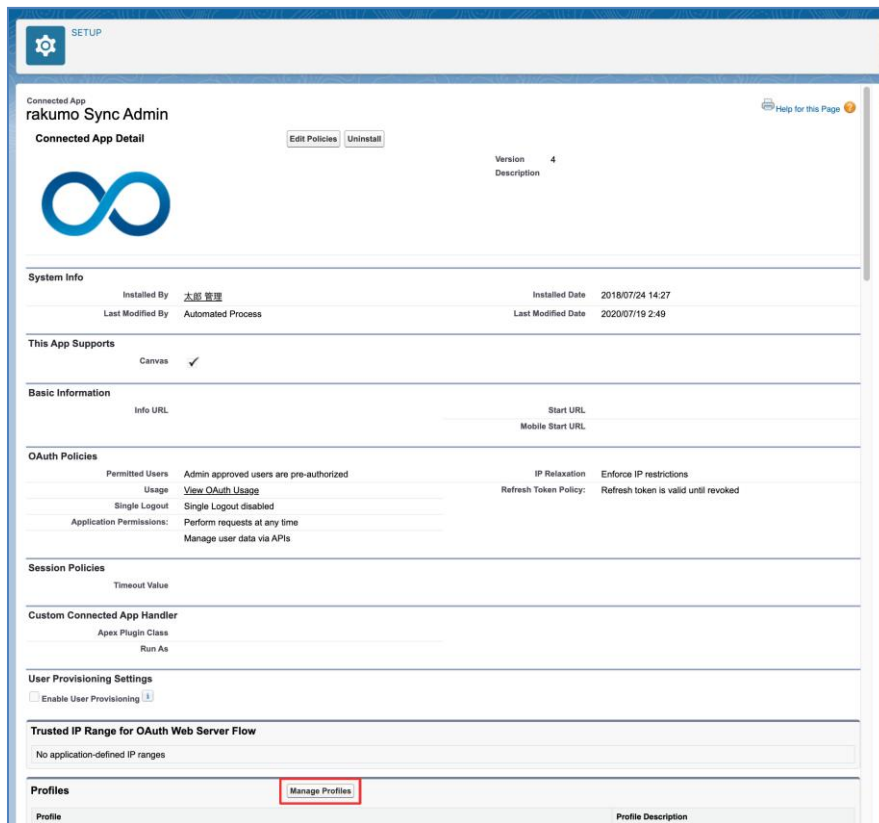 SETUP
Connected App
rakumo Sync Admin
Help for this Page
Connected App Detail
Edit Policies
Uninstall
Version 4
Description
System Info
Installed By 太郎 管理
Installed Date 2018/07/24 14:27
Last Modified By Automated Process
Last Modified Date 2020/07/19 2:49
This App Supports
Canvas ✓
Basic Information
Info URL
Start URL
Mobile Start URL
OAuth Policies
Permitted Users Admin approved users are pre-authorized
IP Relaxation Enforce IP restrictions
Usage View OAuth Usage
Refresh Token Policy: Refresh token is valid until revoked
Single Logout Single Logout disabled
Application Permissions: Perform requests at any time
Manage user data via APIs
Session Policies
Timeout Value
Custom Connected App Handler
Apex Plugin Class
Run As
User Provisioning Settings
Enable User Provisioning i
Trusted IP Range for OAuth Web Server Flow
No application-defined IP ranges
Profiles
Manage Profiles
Profile
Profile Description